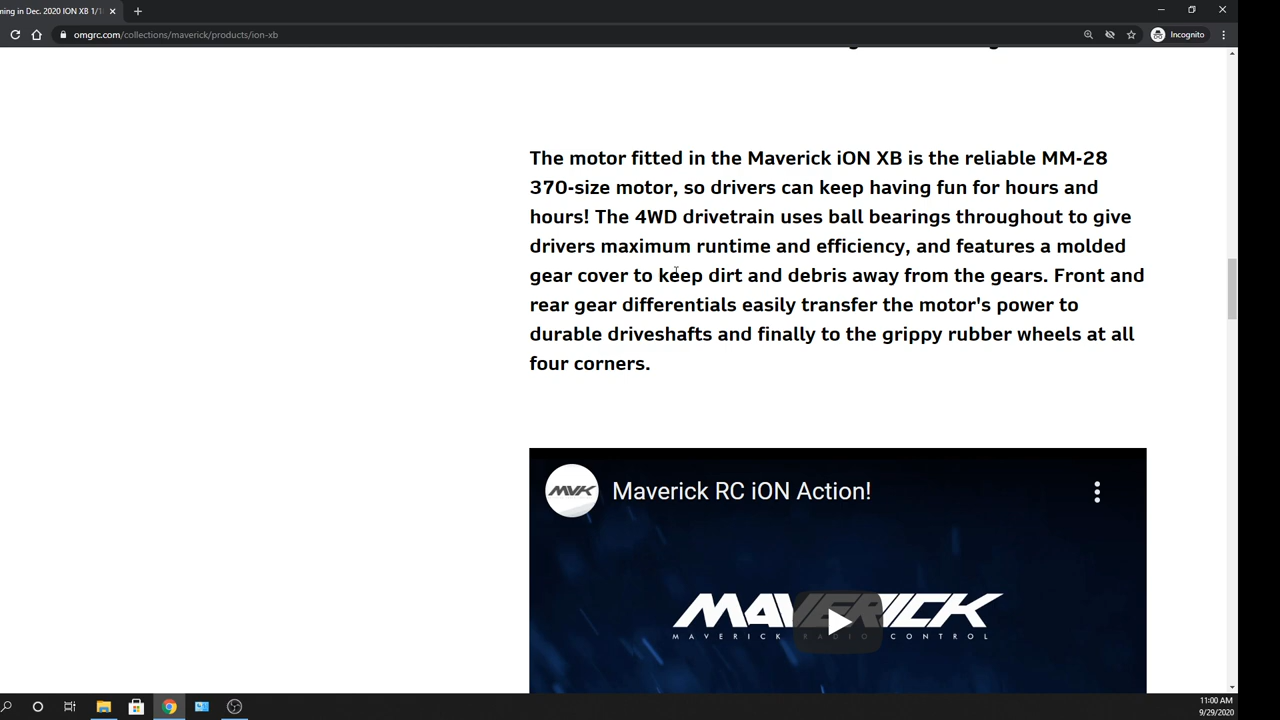 ming in Dec. 2020 ION XB 1/1
omgrc.com/collections/maverick/products/ion-xb
Incognito
The motor fitted in the Maverick iON XB is the reliable MM-28
370-size motor, so drivers can keep having fun for hours and
hours! The 4WD drivetrain uses ball bearings throughout to give
drivers maximum runtime and efficiency, and features a molded
gear cover to keep dirt and debris away from the gears. Front and
rear gear differentials easily transfer the motor's power to
durable driveshafts and finally to the grippy rubber wheels at all
four corners.
MVK
Maverick RC iON Action!
MAVERICK
MAVERICK RADIO CONTROL
11:00 AM
9/29/2020